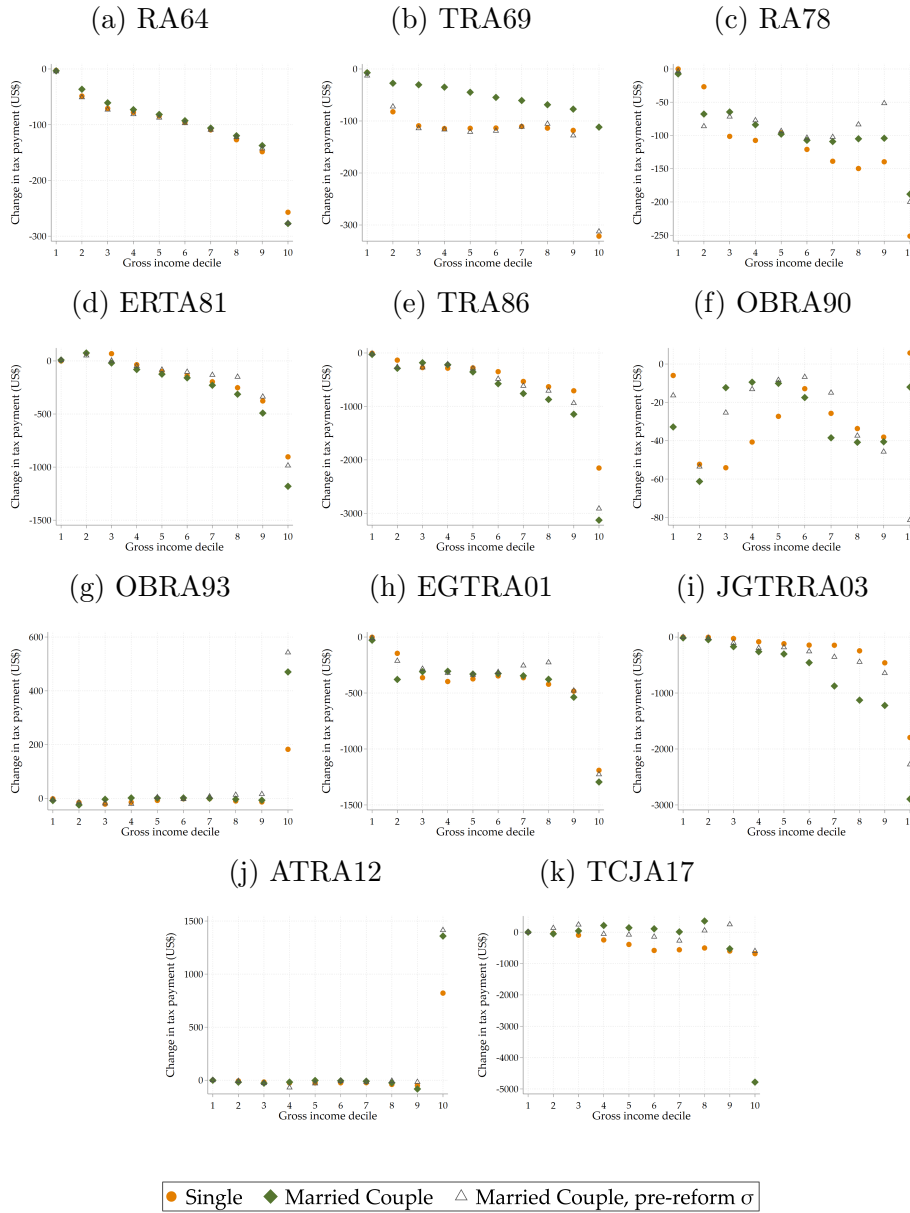 (a) RA64
(b) TRA69
(c) RA78
Change in tax payment (US$)
0
-100
-200
-300
1 2 3 4 5 6 7 8 9 10
Gross income decile
Change in tax payment (US$)
0
-100
-200
-300
1 2 3 4 5 6 7 8 9 10
Gross income decile
Change in tax payment (US$)
0
-50
-100
-150
-200
-250
1 2 3 4 5 6 7 8 9 1
Gross income decile
(d) ERTA81
(e) TRA86
(f) OBRA90
Change in tax payment (US$)
0
-500
-1000
-1500
1 2 3 4 5 6 7 8 9 10
Gross income decile
Change in tax payment (US$)
0
-1000
-2000
-3000
1 2 3 4 5 6 7 8 9 10
Gross income decile
Change in tax payment (US$)
0
-20
-40
-60
-80
1 2 3 4 5 6 7 8 9 1
Gross income decile
(g) OBRA93
(h) EGTRA01
(i) JGTRRA03
Change in tax payment (US$)
600
400
200
0
1 2 3 4 5 6 7 8 9 10
Gross income decile
Change in tax payment (US$)
0
-500
-1000
-1500
1 2 3 4 5 6 7 8 9 10
Gross income decile
Change in tax payment (US$)
0
-1000
-2000
-3000
1 2 3 4 5 6 7 8 9 1
Gross income decile
(j) ATRA12
(k) TCJA17
Change in tax payment (US$)
1500
1000
500
0
1 2 3 4 5 6 7 8 9 10
Gross income decile
Change in tax payment (US$)
0
-1000
-2000
-3000
-4000
-5000
1 2 3 4 5 6 7 8 9 10
Gross income decile
Single Married Couple Married Couple, pre-reform σ